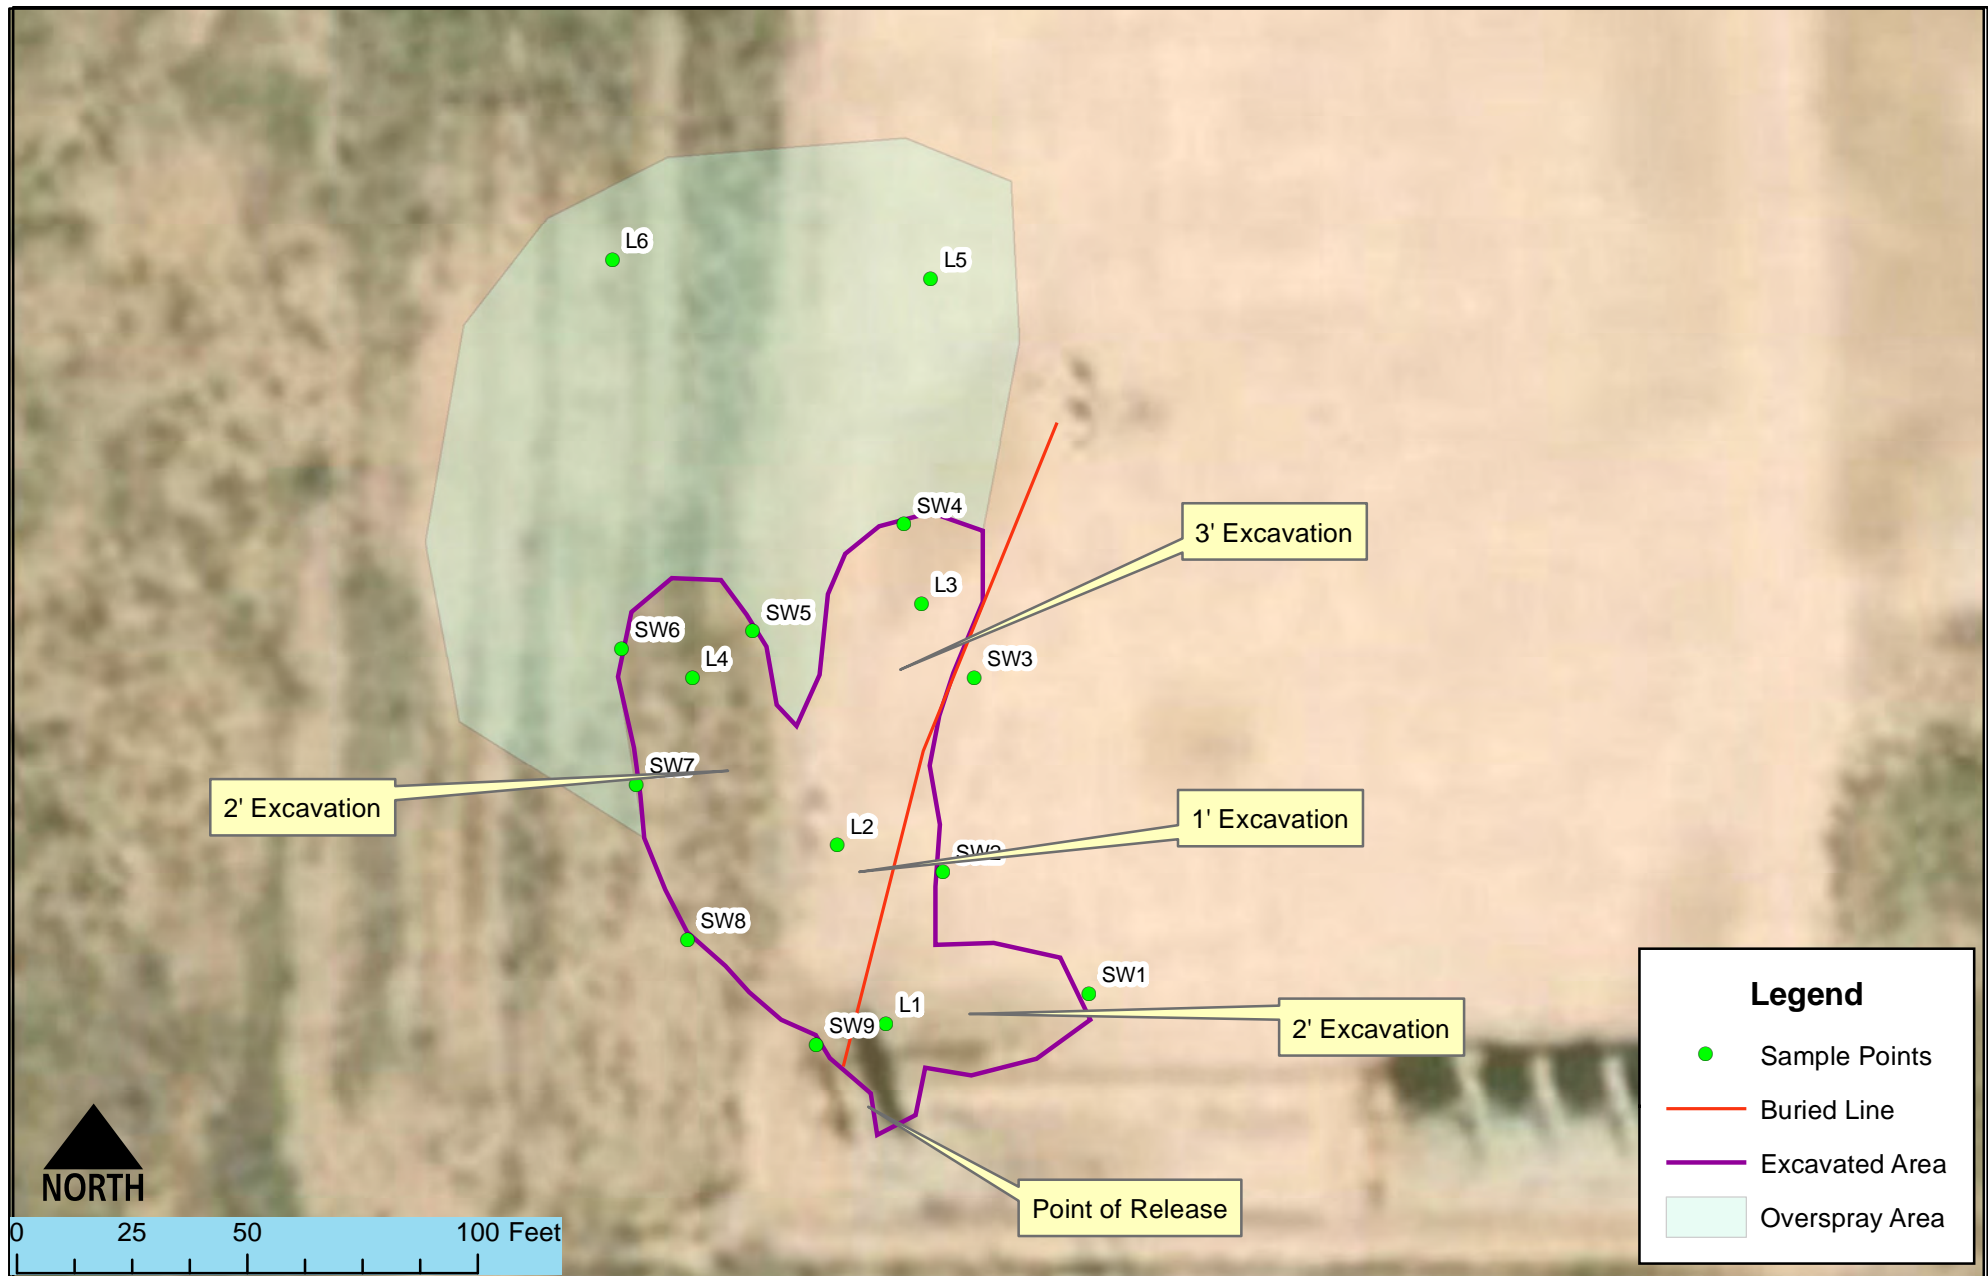 L6
L5
SW4
3' Excavation
L3
SW5
SW6
L4
SW3
SW7
2' Excavation
1' Excavation
L2
SW2
SW8
SW1
L1
SW9
2' Excavation
Point of Release
Legend
Sample Points
Buried Line
Excavated Area
Overspray Area
NORTH
0 25 50 100 Feet